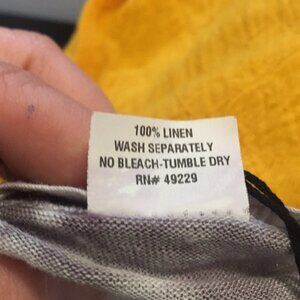 100% LINEN
WASH SEPARATELY
NO BLEACH-TUMBLE DRY
RN# 49229